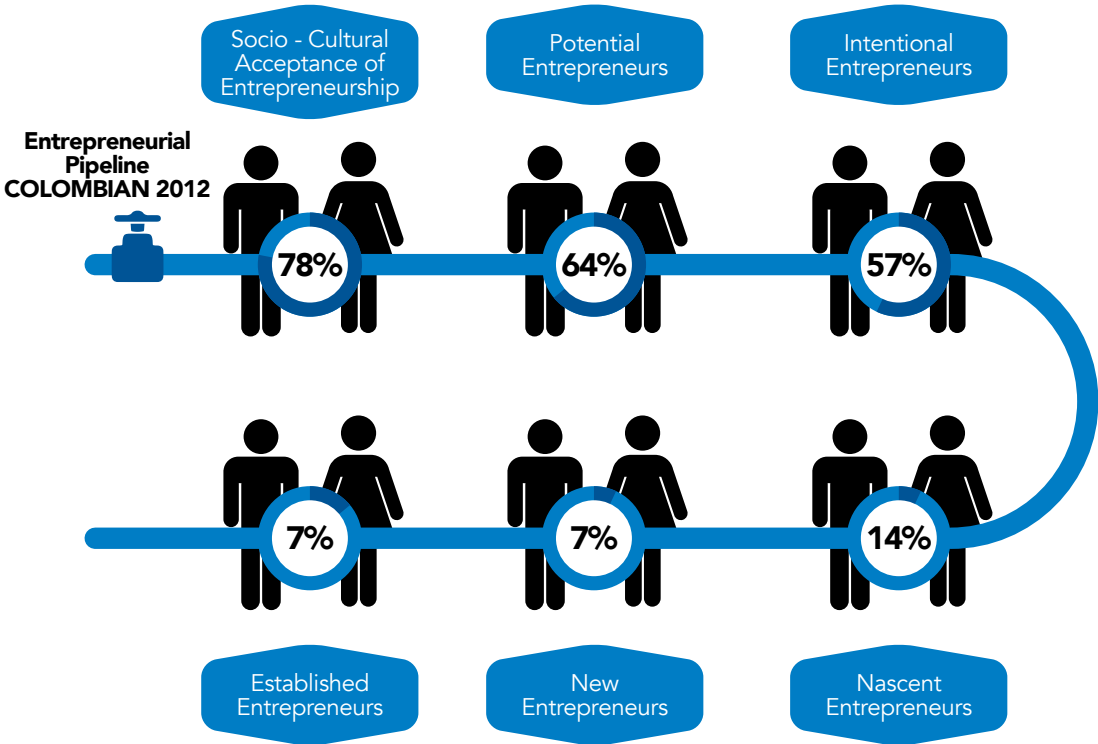 Socio - Cultural
Acceptance of
Entrepreneurship
Potential
Entrepreneurs
Intentional
Entrepreneurs
Entrepreneurial
Pipeline
COLOMBIAN 2012
78%
64%
57%
7%
7%
14%
Established
Entrepreneurs
New
Entrepreneurs
Nascent
Entrepreneurs